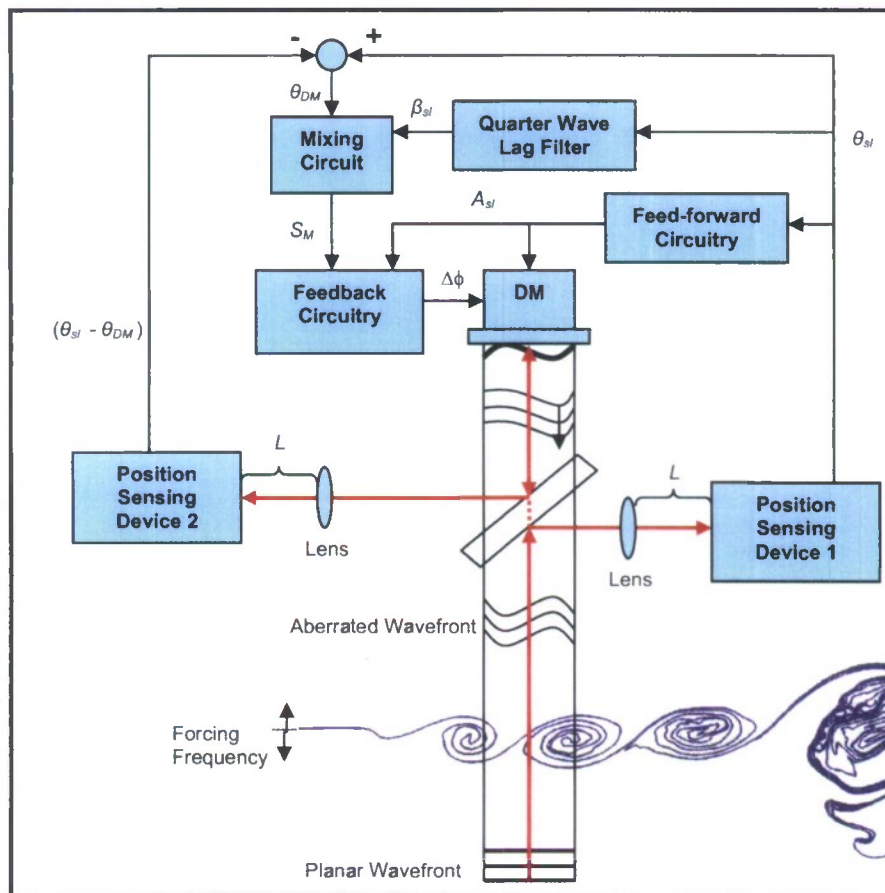 - +
θDM
βsl
Quarter Wave
Lag Filter
θsl
Mixing
Circuit
Asl
Feed-forward
Circuitry
SM
Feedback
Circuitry
Δϕ
DM
(θsl - θDM)
Position
Sensing
Device 2
L
Lens
L
Position
Sensing
Device 1
Lens
Aberrated Wavefront
Forcing
Frequency
Planar Wavefront